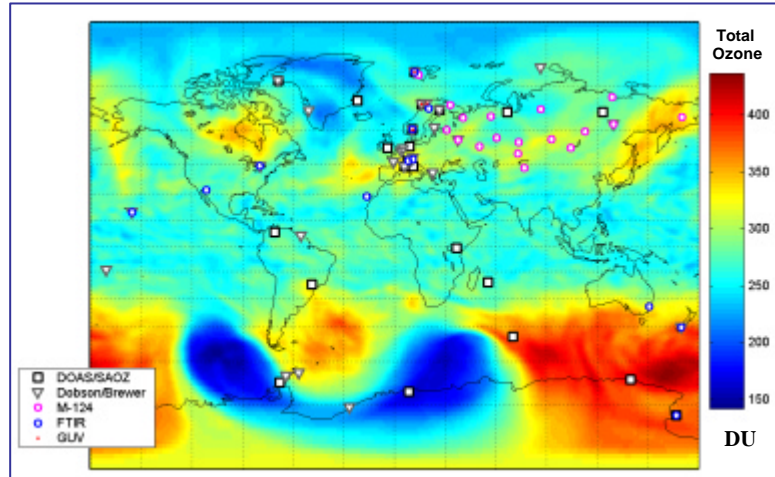 Total
Ozone
400
350
300
250
200
150
DU
DOAS/SAOZ
Dobson/Brewer
M-124
FTIR
GUV